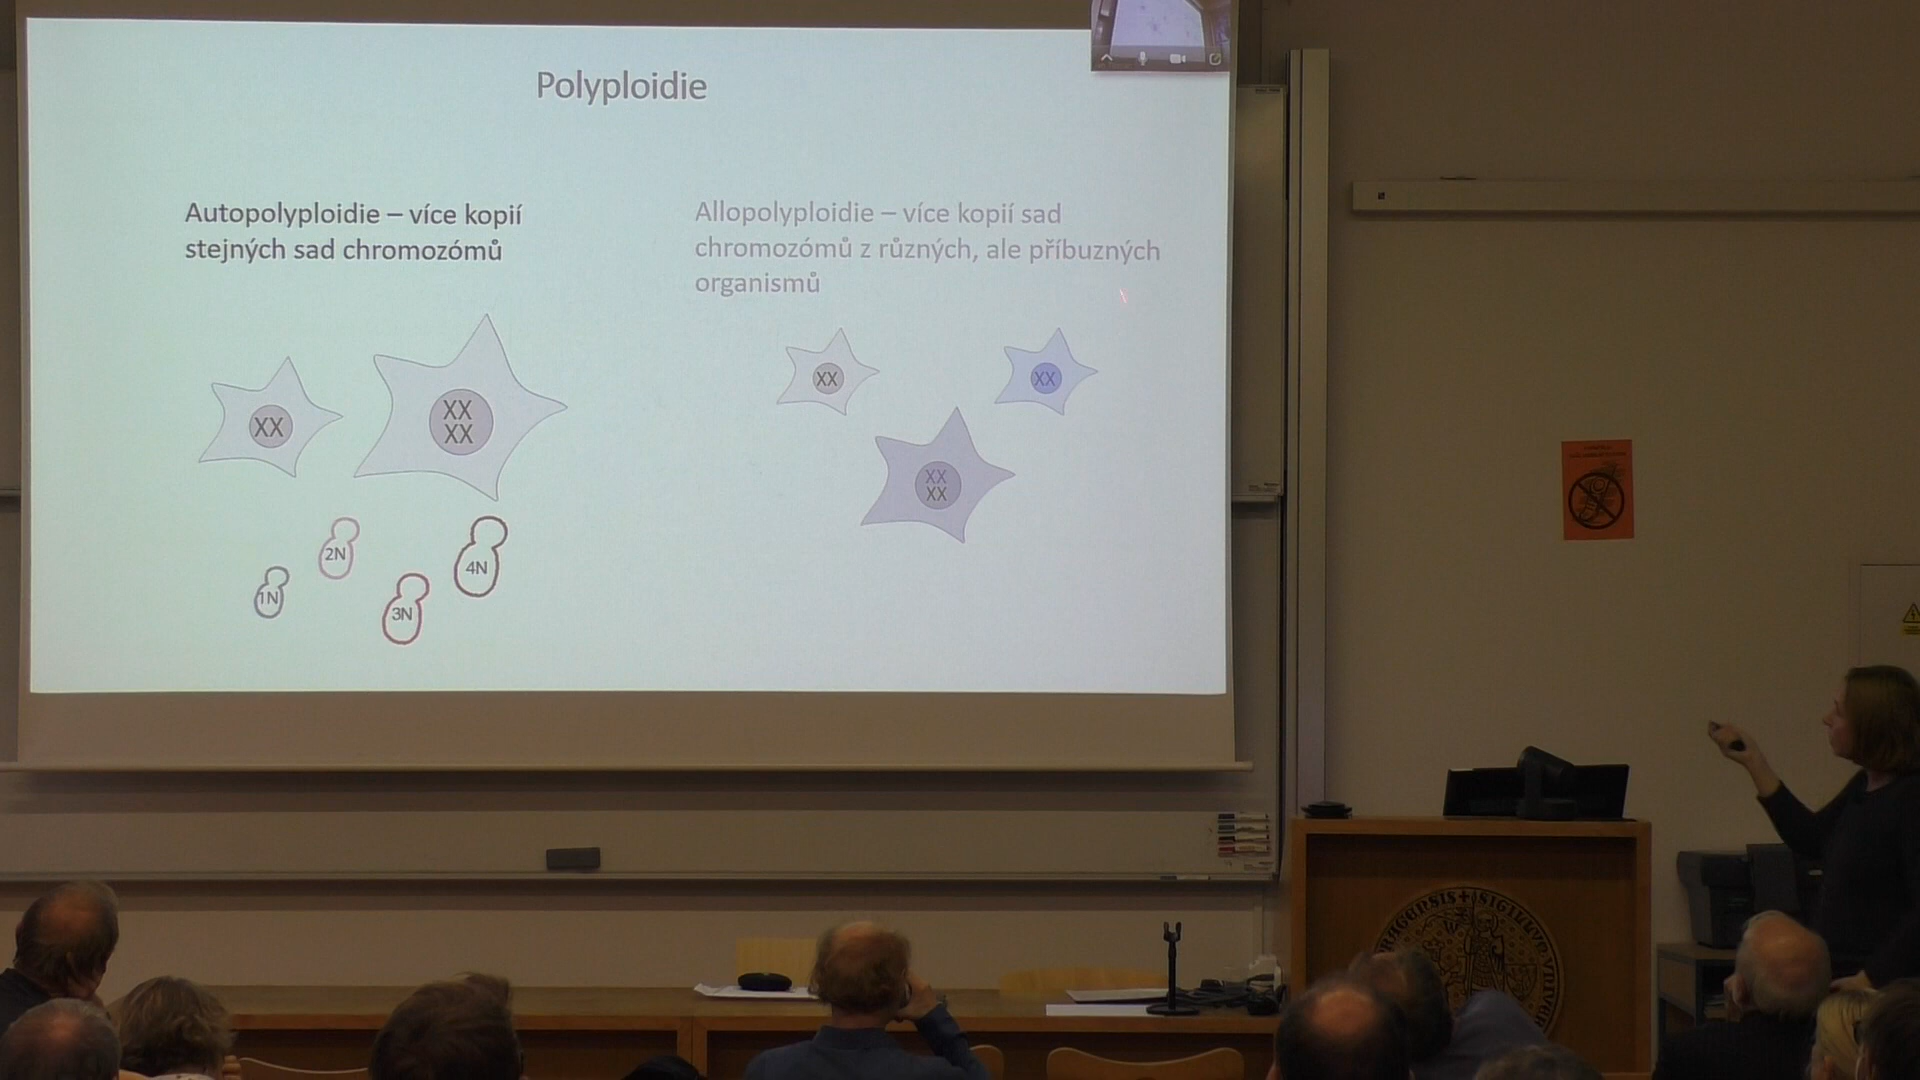 Polyploidie
Autopolyploidie – více kopií
stejných sad chromozómů
Allopolyploidie – více kopií sad
chromozómů z různých, ale příbuzných
organismů
XX
XX
XX
XX
XX
XX
XX
1N
2N
3N
4N